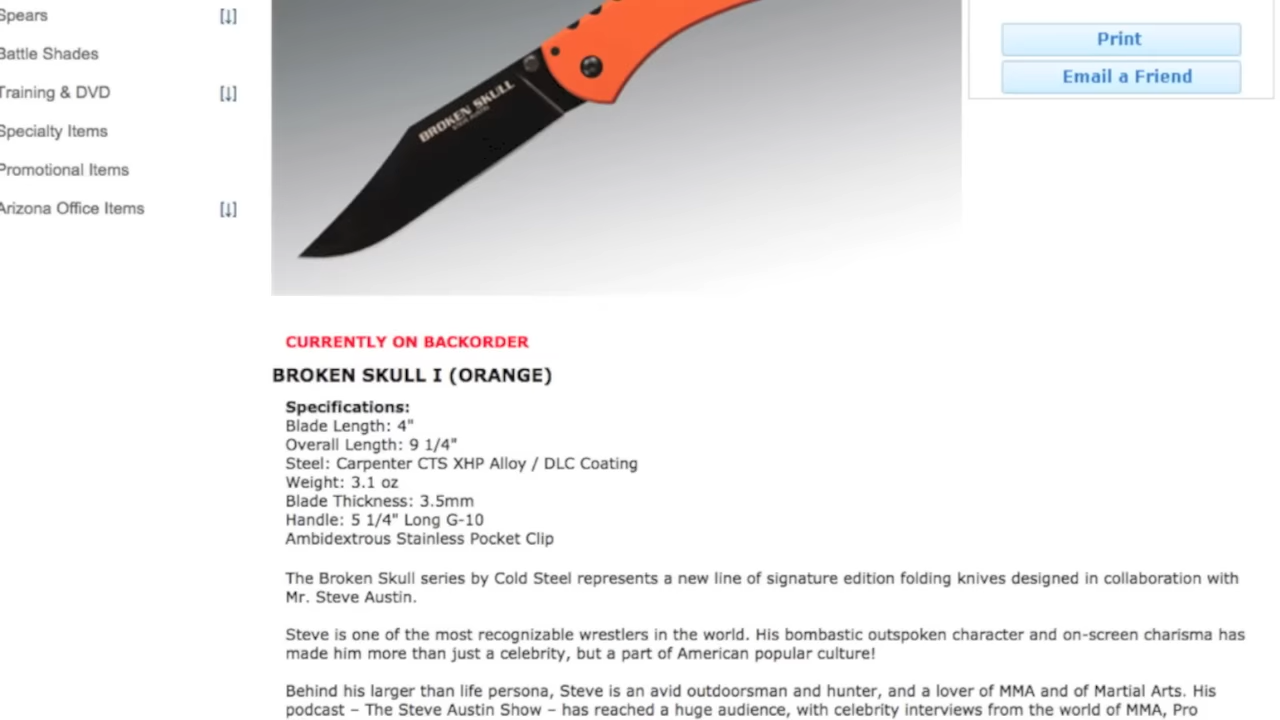 Spears [↓]
Battle Shades
Training & DVD [↓]
Specialty Items
Promotional Items
Arizona Office Items [↓]
BROKEN SKULL
Print
Email a Friend
CURRENTLY ON BACKORDER
BROKEN SKULL I (ORANGE)
Specifications:
Blade Length: 4"
Overall Length: 9 1/4"
Steel: Carpenter CTS XHP Alloy / DLC Coating
Weight: 3.1 oz
Blade Thickness: 3.5mm
Handle: 5 1/4" Long G-10
Ambidextrous Stainless Pocket Clip
The Broken Skull series by Cold Steel represents a new line of signature edition folding knives designed in collaboration with
Mr. Steve Austin.
Steve is one of the most recognizable wrestlers in the world. His bombastic outspoken character and on-screen charisma has
made him more than just a celebrity, but a part of American popular culture!
Behind his larger than life persona, Steve is an avid outdoorsman and hunter, and a lover of MMA and of Martial Arts. His
podcast – The Steve Austin Show – has reached a huge audience, with celebrity interviews from the world of MMA, Pro